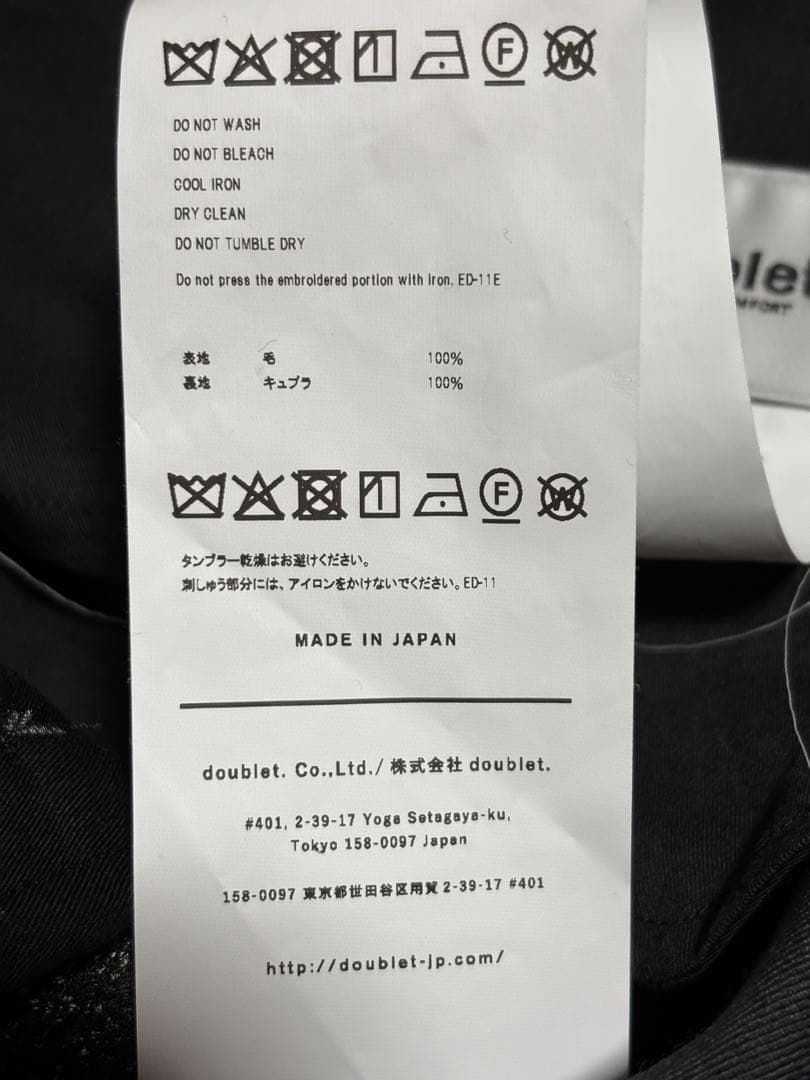 F W
DO NOT WASH
DO NOT BLEACH
COOL IRON
DRY CLEAN
DO NOT TUMBLE DRY
Do not press the embroidered portion with iron. ED-11E
表地 毛 100%
裏地 キュプラ 100%
F W
タンブラー乾燥はお避けください。
刺しゅう部分には、アイロンをかけないでください。ED-11
MADE IN JAPAN
doublet. Co.,Ltd./ 株式会社 doublet.
#401, 2-39-17 Yoga Setagaya-ku,
Tokyo 158-0097 Japan
158-0097 東京都世田谷区用賀 2-39-17 #401
http://doublet-jp.com/